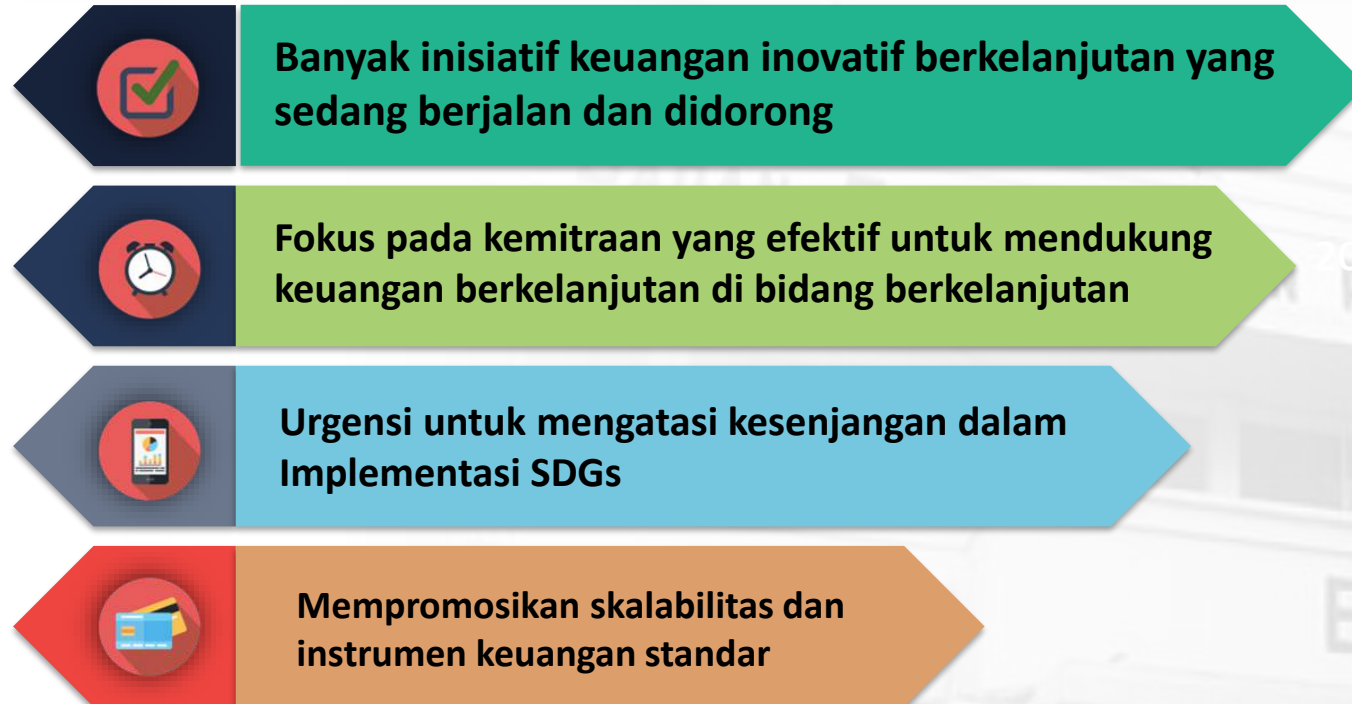 Banyak inisiatif keuangan inovatif berkelanjutan yang
sedang berjalan dan didorong
Fokus pada kemitraan yang efektif untuk mendukung
keuangan berkelanjutan di bidang berkelanjutan
Urgensi untuk mengatasi kesenjangan dalam
Implementasi SDGs
Mempromosikan skalabilitas dan
instrumen keuangan standar